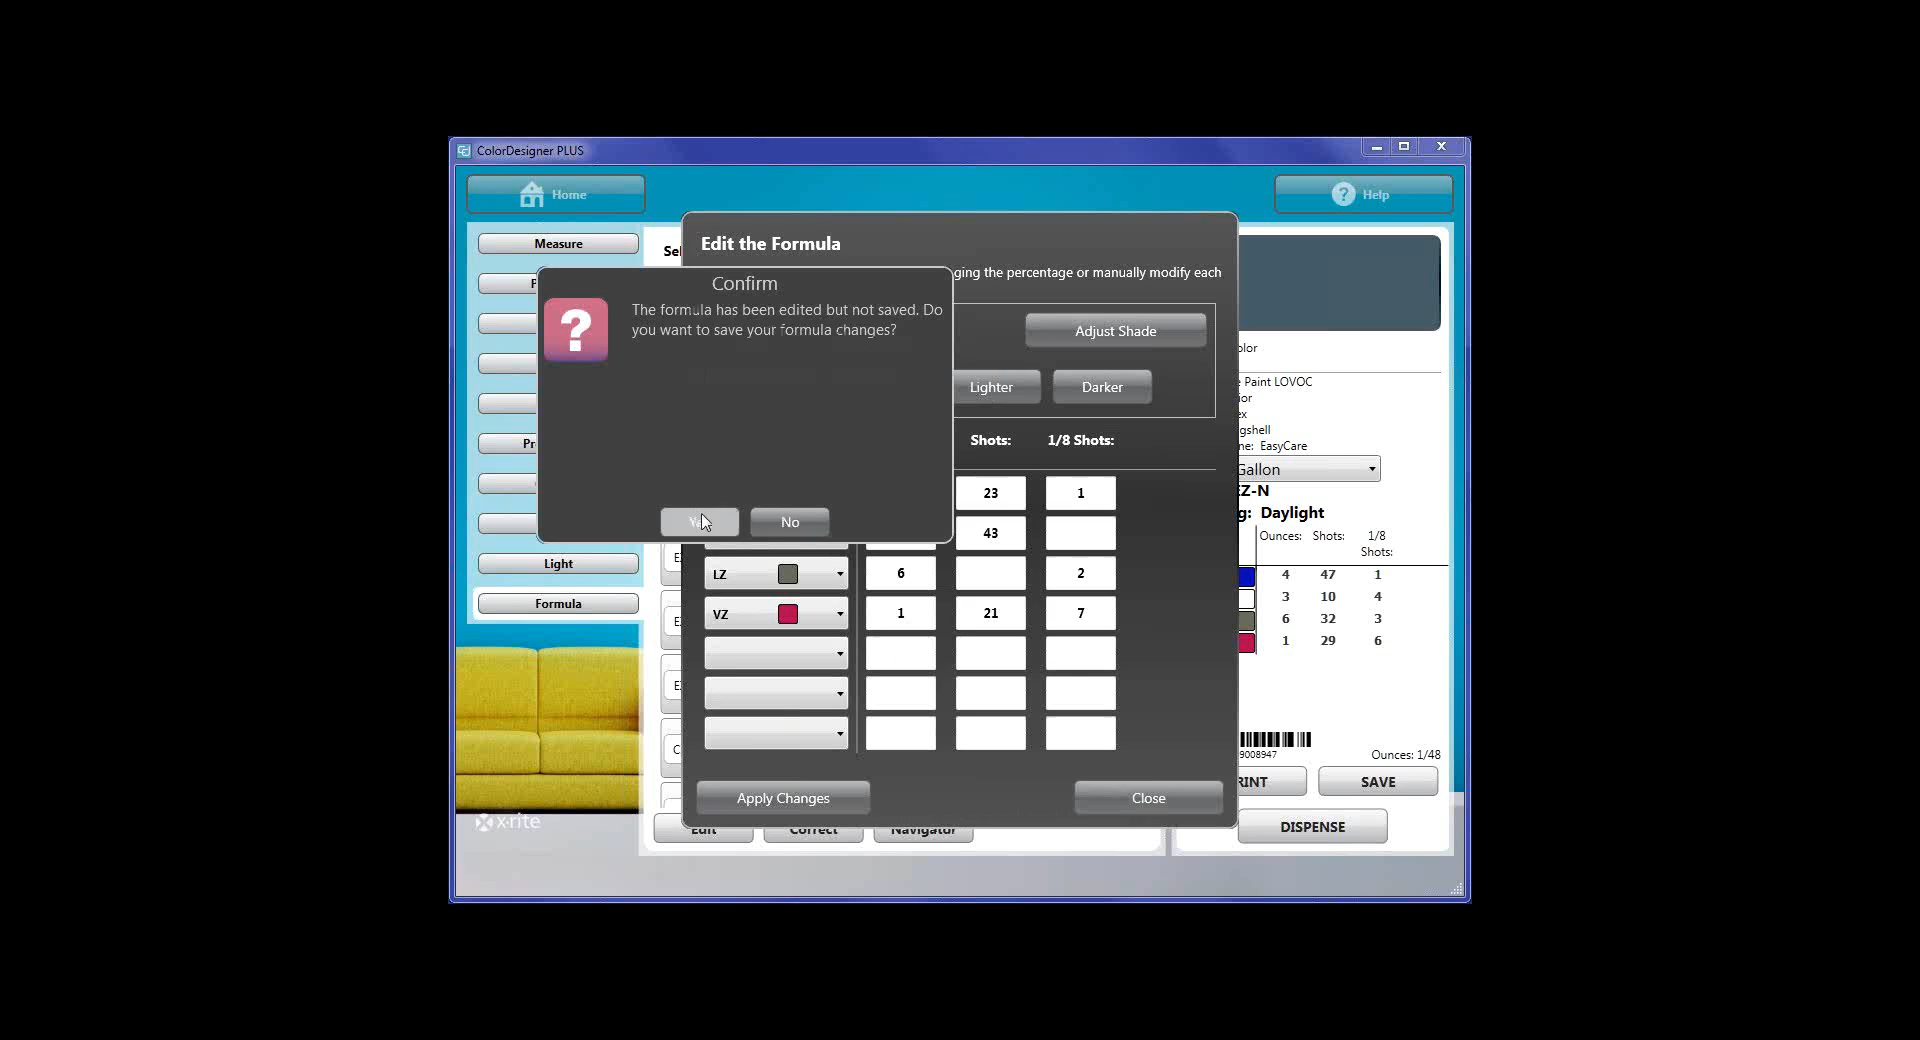 ColorDesigner PLUS
Home
Help
Measure
Light
Formula
Edit the Formula
ging the percentage or manually modify each
Adjust Shade
Lighter
Darker
Shots: 1/8 Shots:
23 1
43
LZ 6 2
VZ 1 21 7
Apply Changes
Close
Confirm
The formula has been edited but not saved. Do
you want to save your formula changes?
No
Edit
Correct
Navigator
x·rite
olor
Paint LOVOC
ior
ex
gshell
ne: EasyCare
Gallon
EZ-N
g: Daylight
Ounces: Shots: 1/8
Shots:
4 47 1
3 10 4
6 32 3
1 29 6
9008947
Ounces: 1/48
RINT
SAVE
DISPENSE